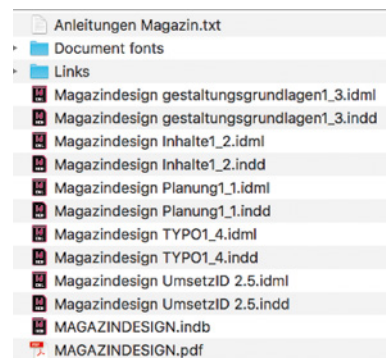 Anleitungen Magazin.txt
Document fonts
Links
Magazindesign gestaltungsgrundlagen1_3.idml
Magazindesign gestaltungsgrundlagen1_3.indd
Magazindesign Inhalte1_2.idml
Magazindesign Inhalte1_2.indd
Magazindesign Planung1_1.idml
Magazindesign Planung1_1.indd
Magazindesign TYPO1_4.idml
Magazindesign TYPO1_4.indd
Magazindesign UmsetzID 2.5.idml
Magazindesign UmsetzID 2.5.indd
MAGAZINDESIGN.indb
MAGAZINDESIGN.pdf